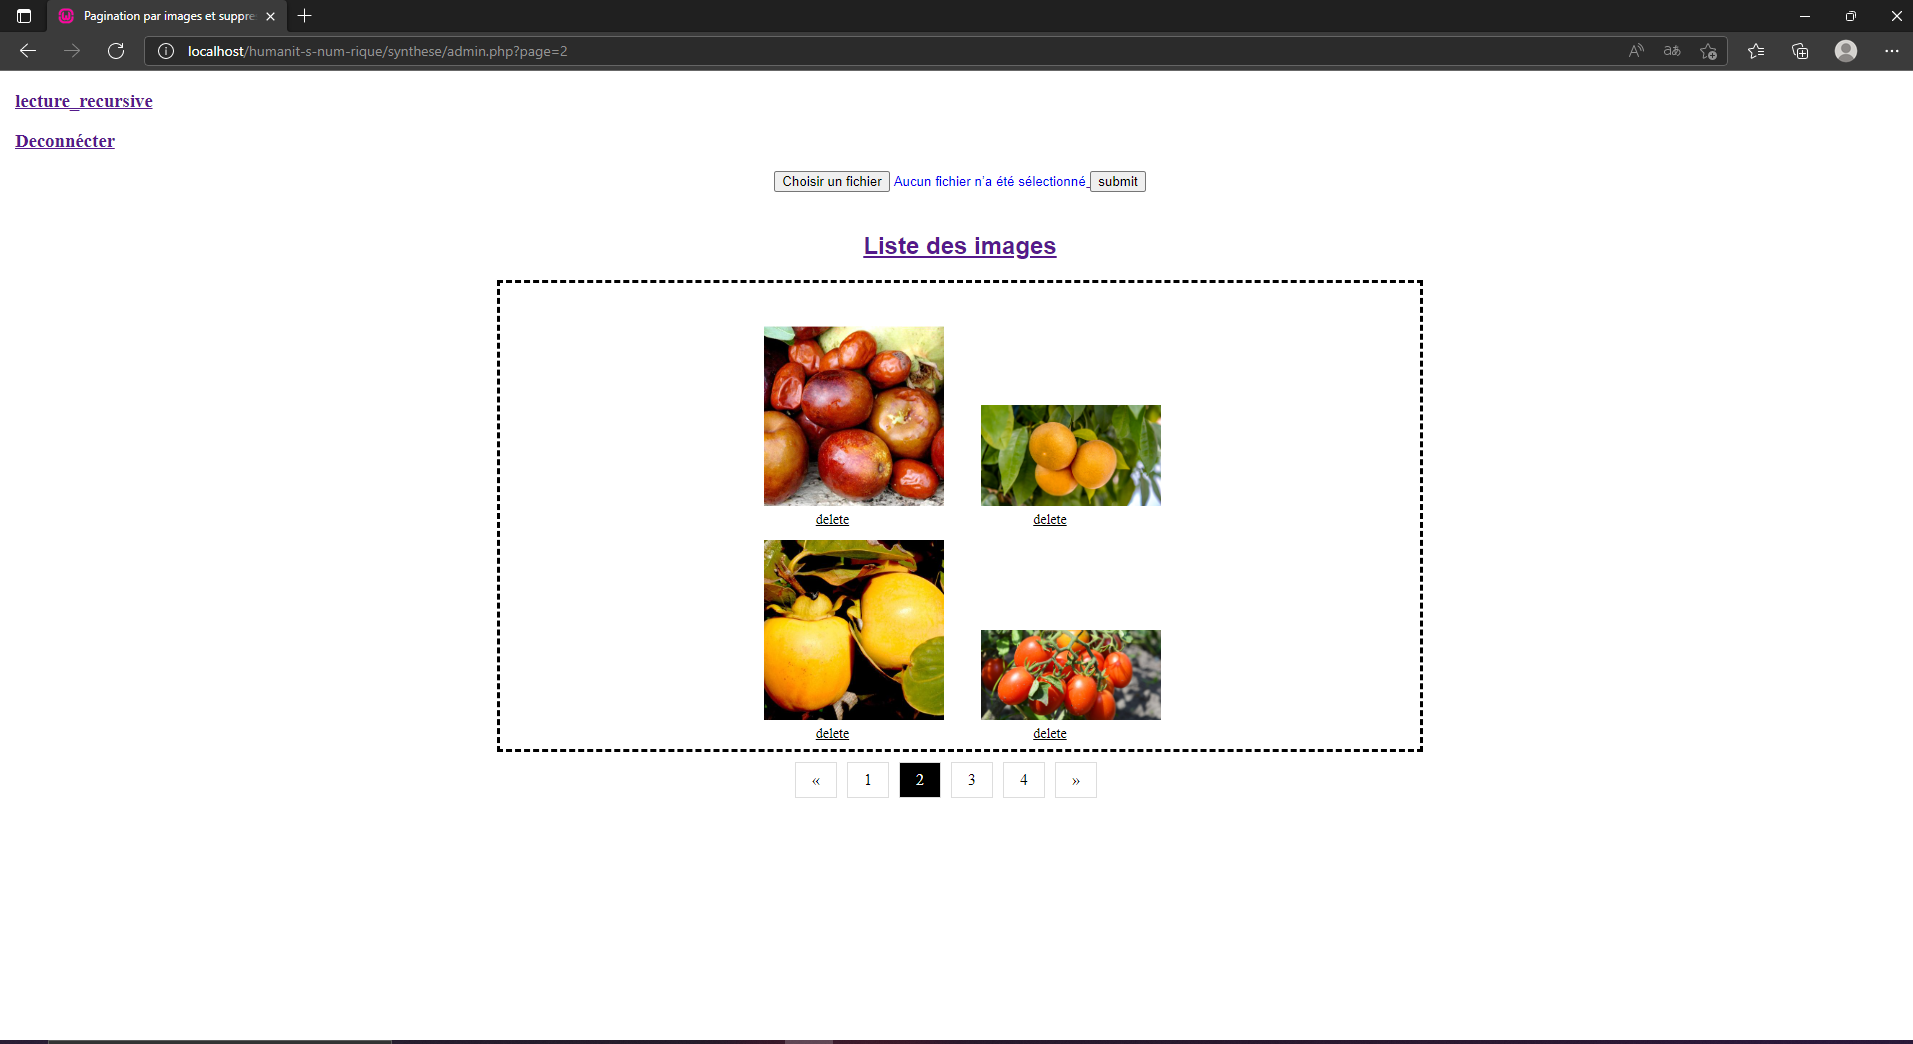 Pagination par images et suppre
localhost/humanit-s-num-rique/synthese/admin.php?page=2
lecture_recursive
Deconnécter
Choisir un fichier Aucun fichier n'a été sélectionné submit
Liste des images
delete delete
delete delete
« 1 2 3 4 »